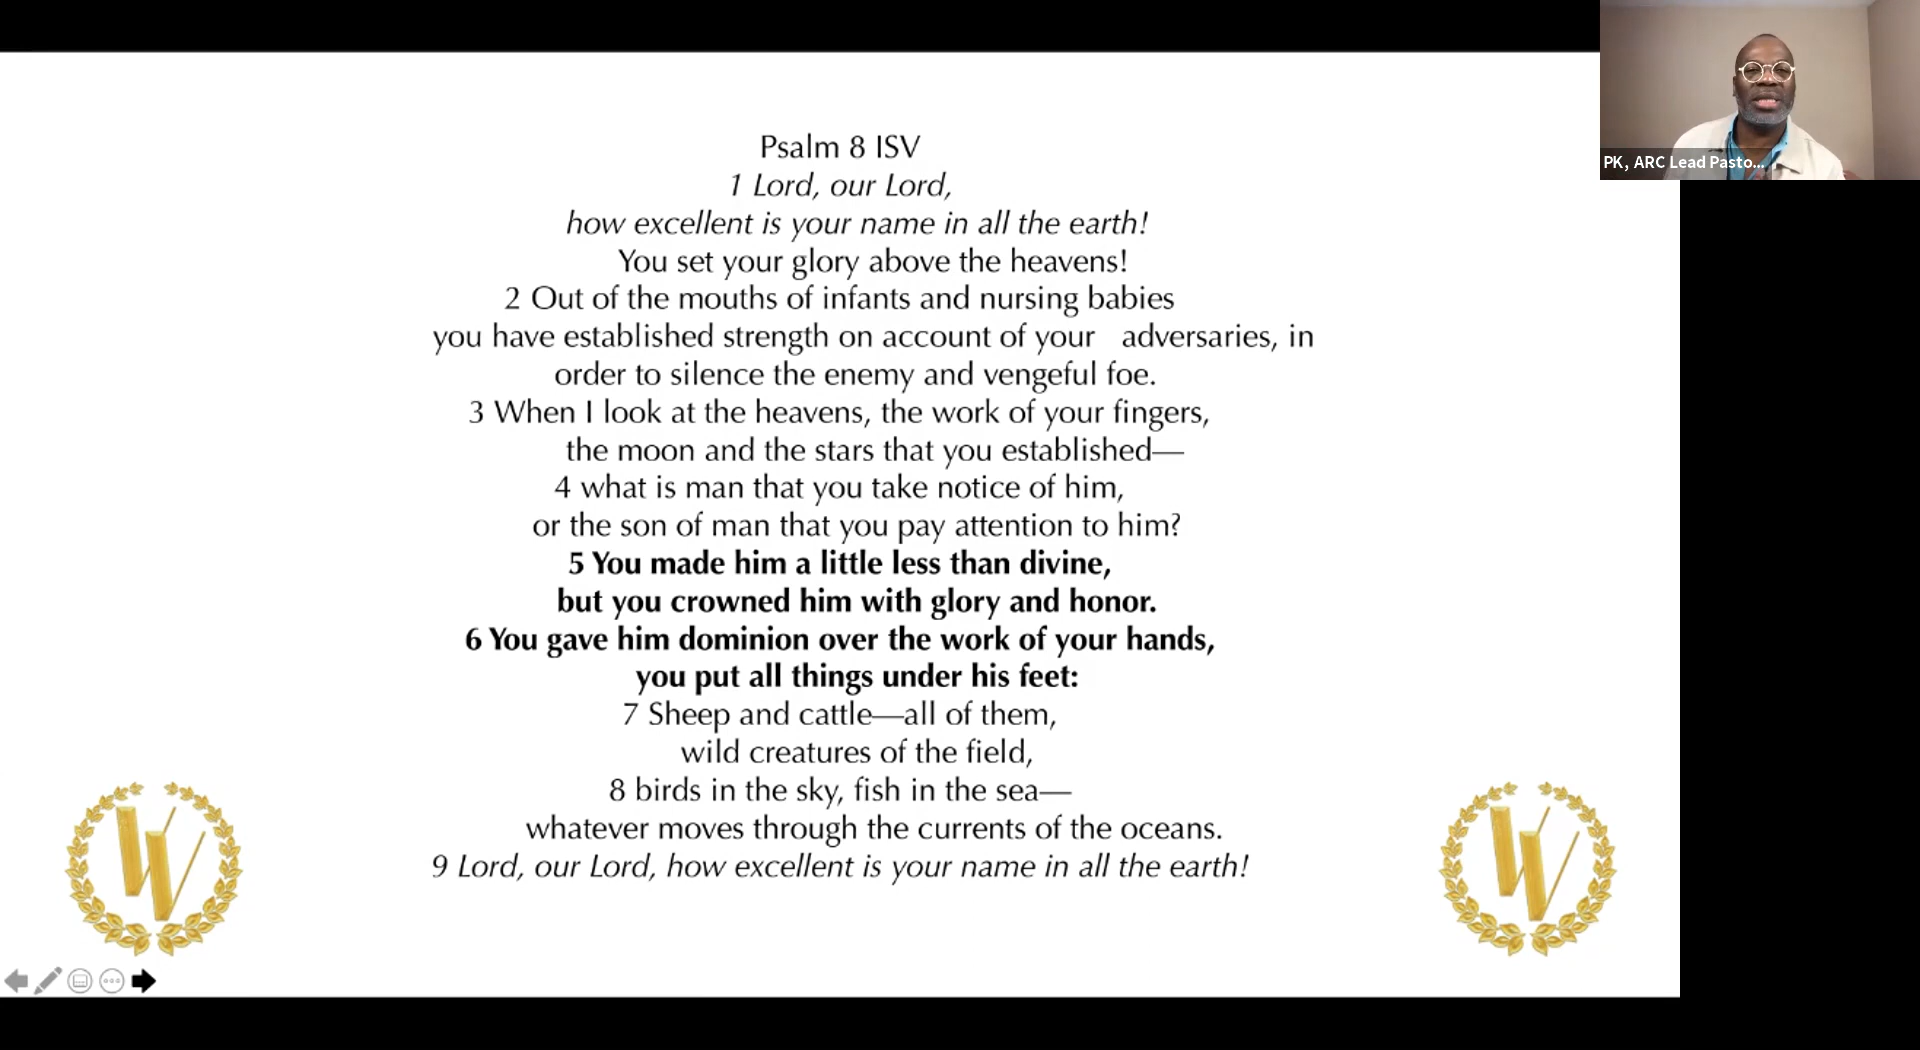 Psalm 8 ISV
1 Lord, our Lord,
how excellent is your name in all the earth!
You set your glory above the heavens!
2 Out of the mouths of infants and nursing babies
you have established strength on account of your adversaries, in
order to silence the enemy and vengeful foe.
3 When I look at the heavens, the work of your fingers,
the moon and the stars that you established—
4 what is man that you take notice of him,
or the son of man that you pay attention to him?
5 You made him a little less than divine,
but you crowned him with glory and honor.
6 You gave him dominion over the work of your hands,
you put all things under his feet:
7 Sheep and cattle—all of them,
wild creatures of the field,
8 birds in the sky, fish in the sea—
whatever moves through the currents of the oceans.
9 Lord, our Lord, how excellent is your name in all the earth!
PK, ARC Lead Pasto...